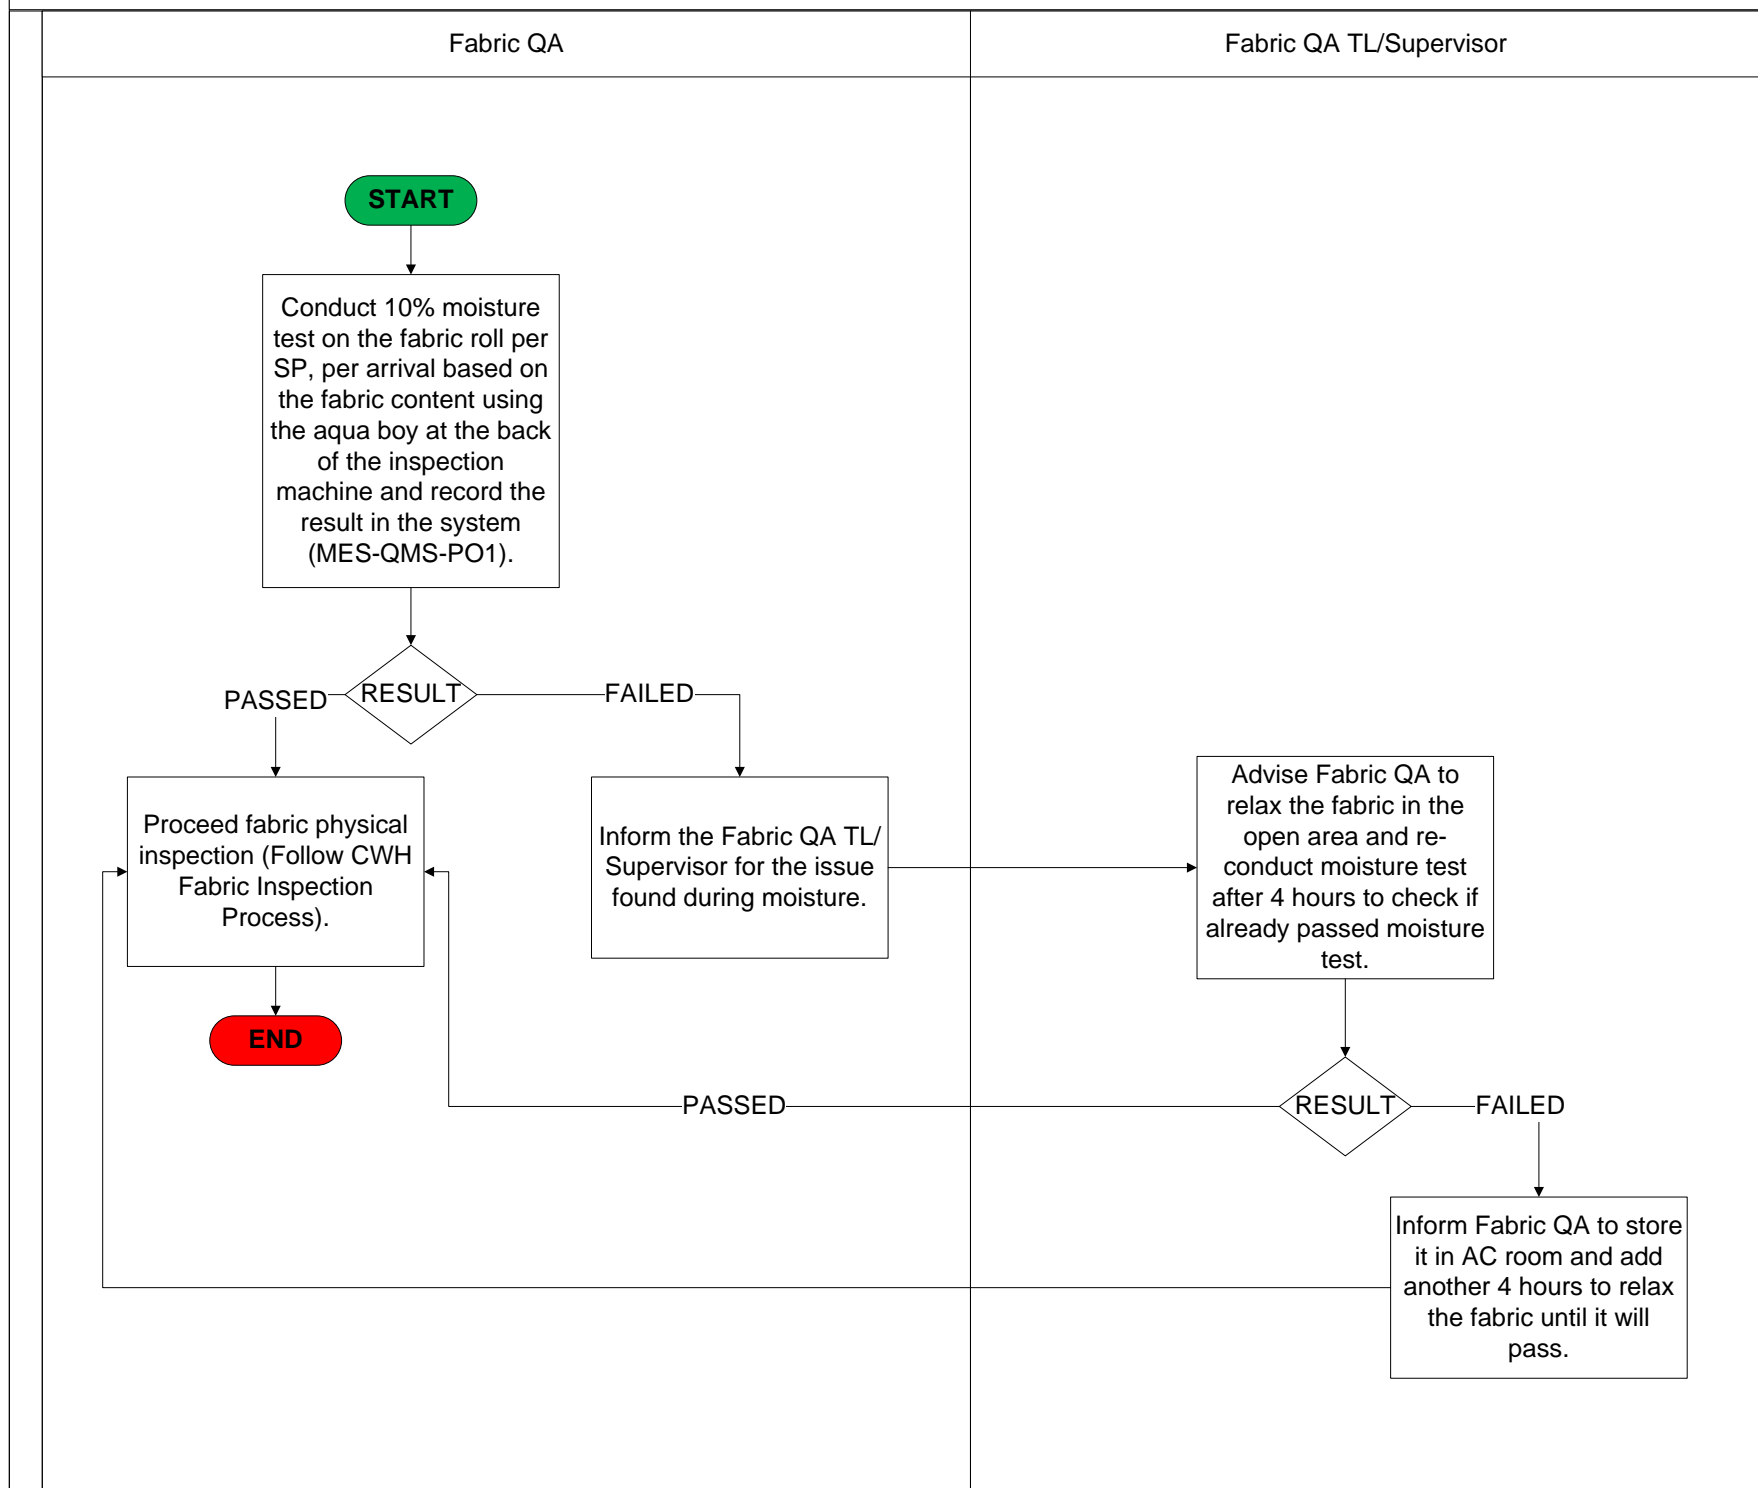 Fabric QA
Fabric QA TL/Supervisor
START
Conduct 10% moisture
test on the fabric roll per
SP, per arrival based on
the fabric content using
the aqua boy at the back
of the inspection
machine and record the
result in the system
(MES-QMS-PO1).
RESULT
PASSED
FAILED
Proceed fabric physical
inspection (Follow CWH
Fabric Inspection
Process).
Inform the Fabric QA TL/
Supervisor for the issue
found during moisture.
Advise Fabric QA to
relax the fabric in the
open area and re-
conduct moisture test
after 4 hours to check if
already passed moisture
test.
END
PASSED
RESULT
FAILED
Inform Fabric QA to store
it in AC room and add
another 4 hours to relax
the fabric until it will
pass.